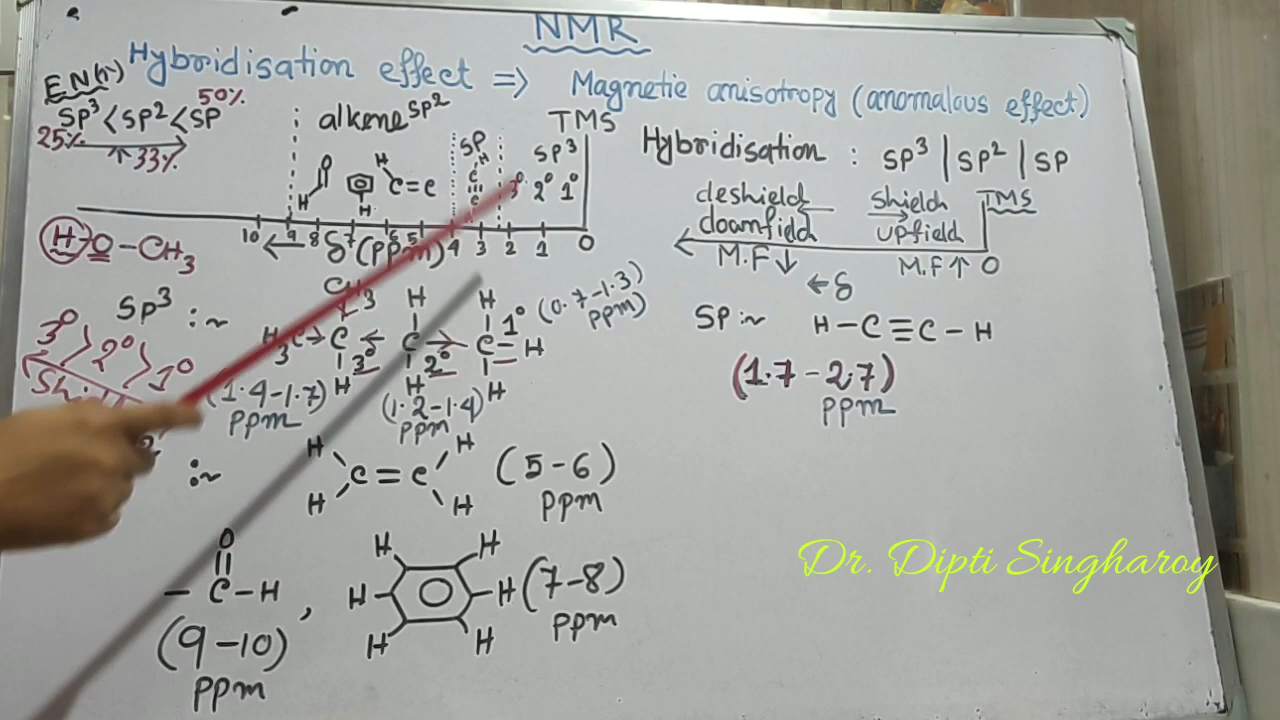 NMR
Hybridisation effect => Magnetic anisotropy (anomalous effect)
EN(↑)
SP³ < SP² < SP 50%
25% 33%
alkene SP²
TMS
SP
SP³
O H
H
H C=C
H C≡C
3° 2° 1°
10 9 8 7 6 5 4 3 2 1 0
← δ (ppm)
H-O-CH₃
SP³ :~
3° > 2° > 1°
CH₃ H H
H₃C → C ← C → C – H
3° 2° 1°
H H H
(0.7-1.3)
ppm
(1.4-1.7)
ppm
(1.2-1.4)
ppm
:~
H H
C=C
H H
(5-6)
ppm
O
-C-H ,
(9-10)
ppm
H H
H H
H H
(7-8)
ppm
Hybridisation : SP³ | SP² | SP
deshield shield TMS
downfield upfield
M.F ↓ M.F ↑ 0
←δ
SP :~ H-C≡C-H
(1.7-2.7)
ppm
Dr. Dipti Singharoy